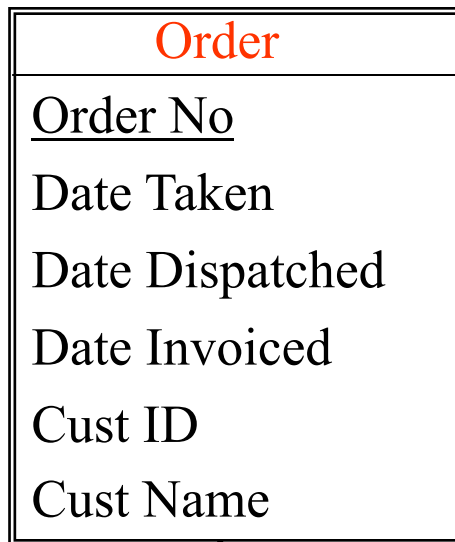 Order
Order No
Date Taken
Date Dispatched
Date Invoiced
Cust ID
Cust Name